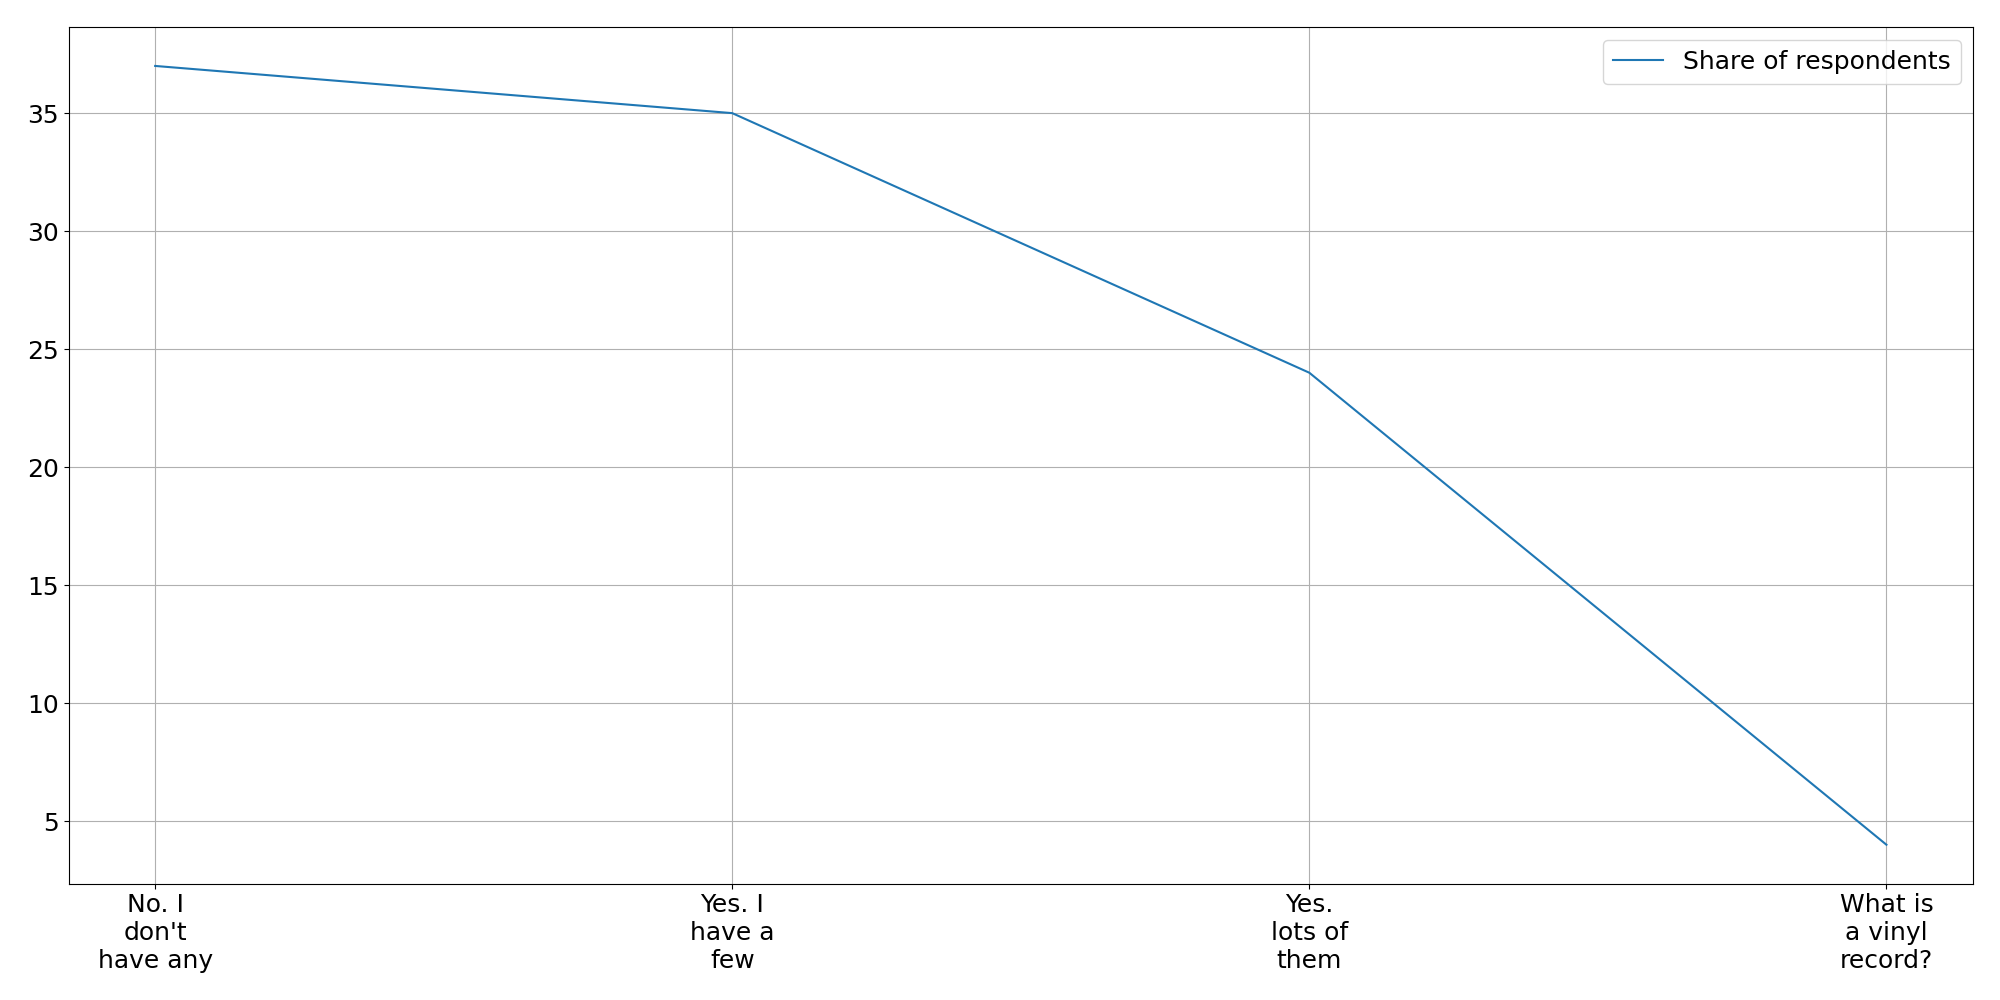 Share of respondents
35
30
25
20
15
10
5
No. I
don't
have any
Yes. I
have a
few
Yes.
lots of
them
What is
a vinyl
record?